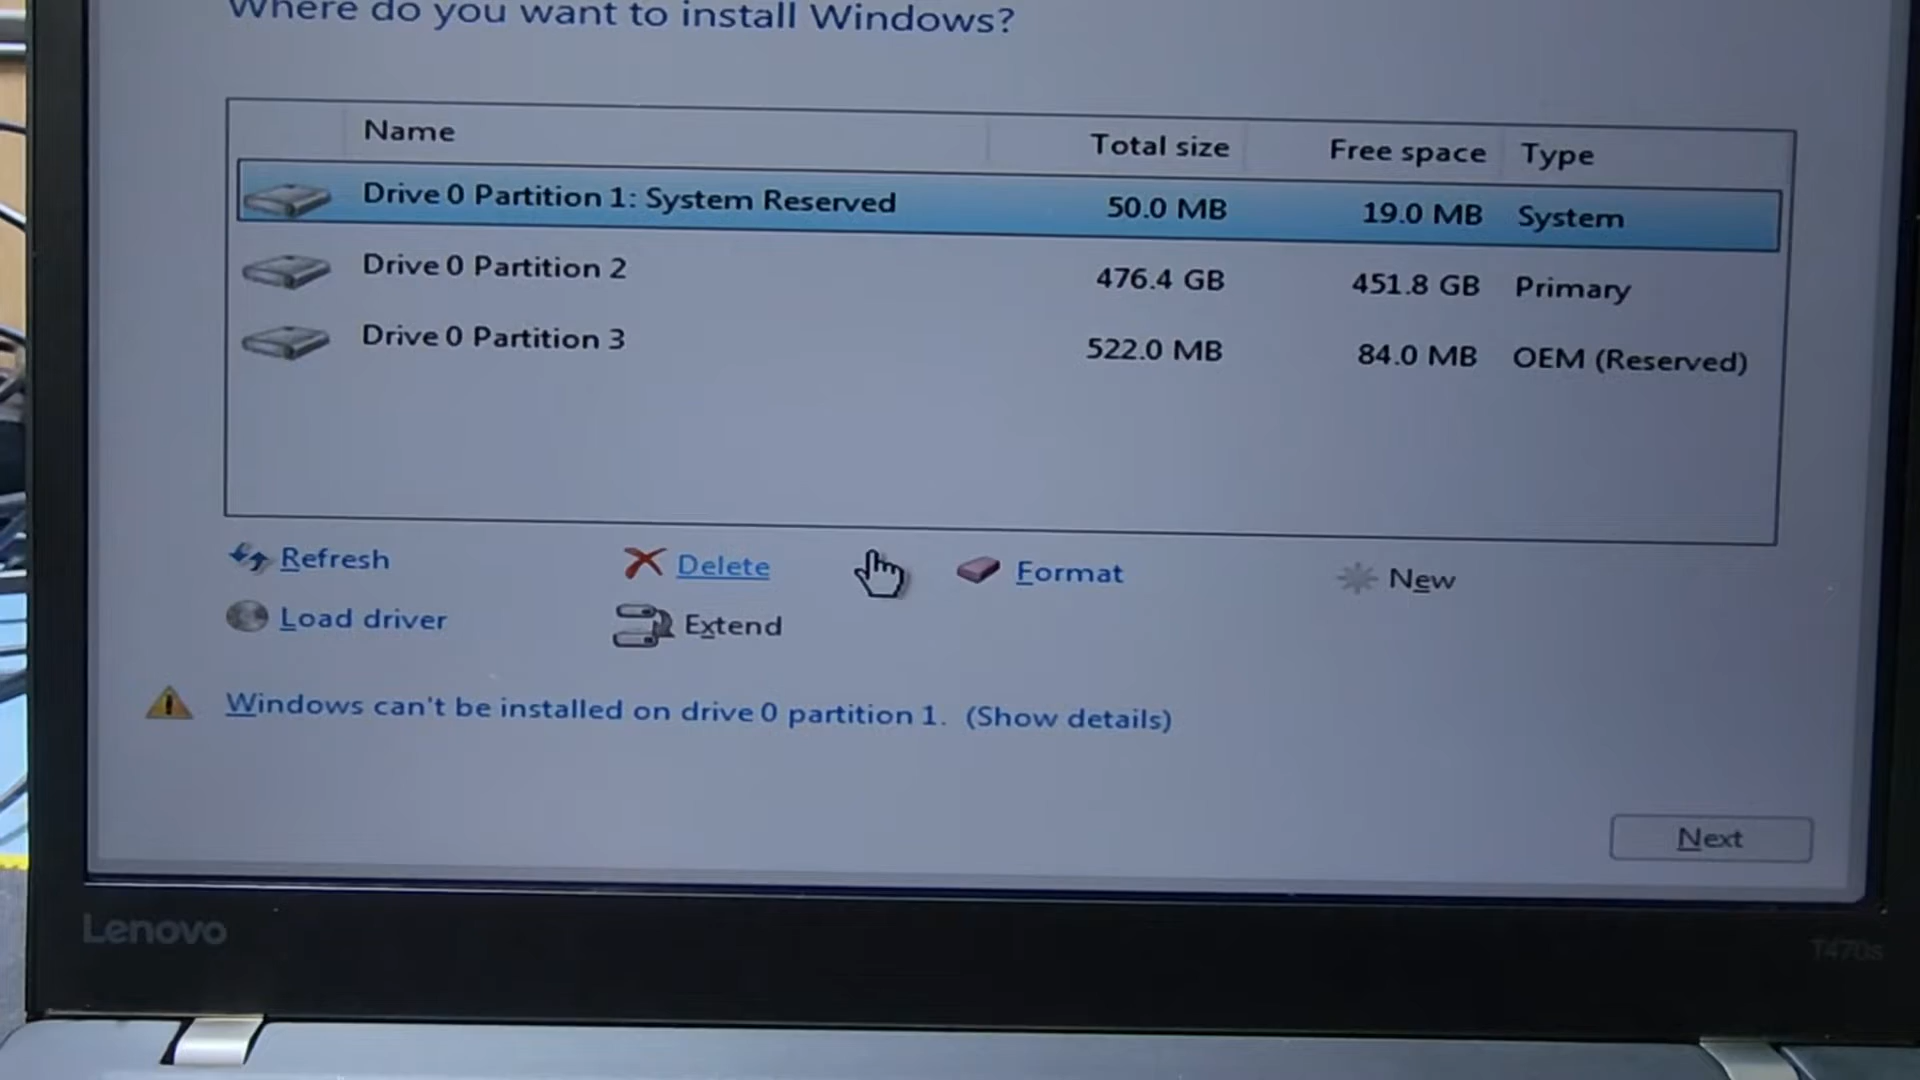 Where do you want to install Windows?
Name Total size Free space Type
Drive 0 Partition 1: System Reserved 50.0 MB 19.0 MB System
Drive 0 Partition 2 476.4 GB 451.8 GB Primary
Drive 0 Partition 3 522.0 MB 84.0 MB OEM (Reserved)
Refresh Delete Format New
Load driver Extend
Windows can't be installed on drive 0 partition 1. (Show details)
Next
Lenovo T470s